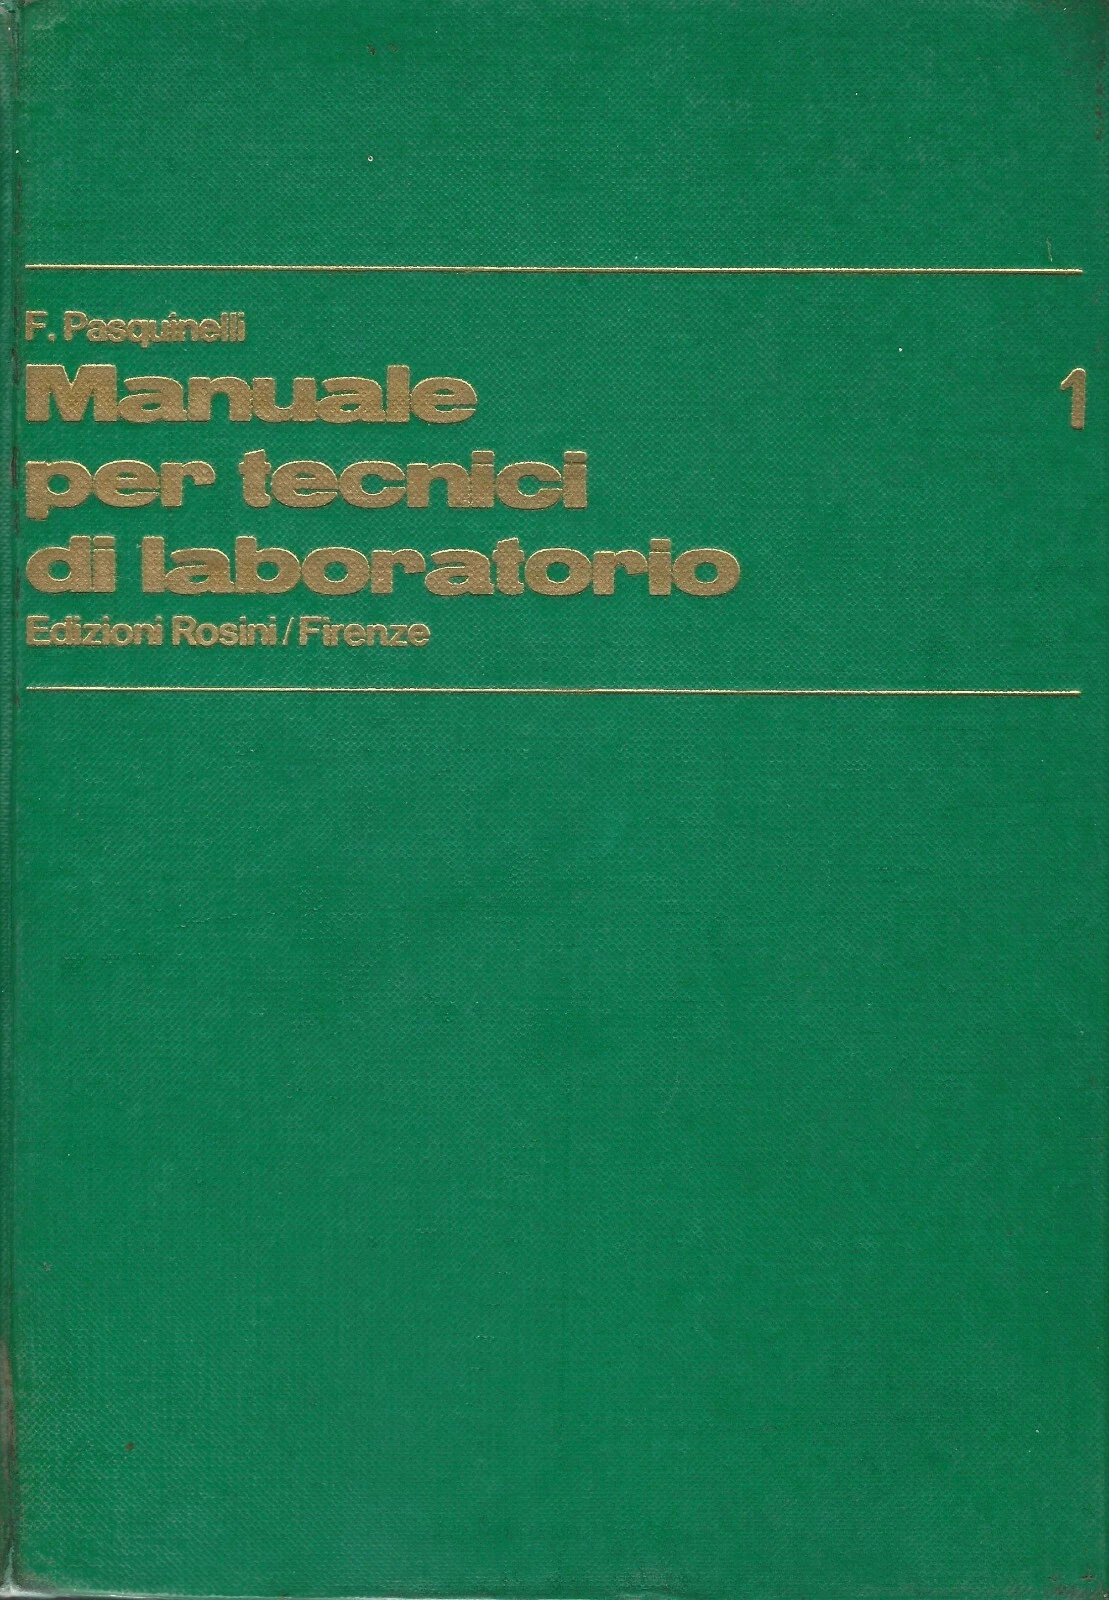 F. Pasquinelli
Manuale
1
per tecnici
di laboratorio
Edizioni Rosini/Firenze